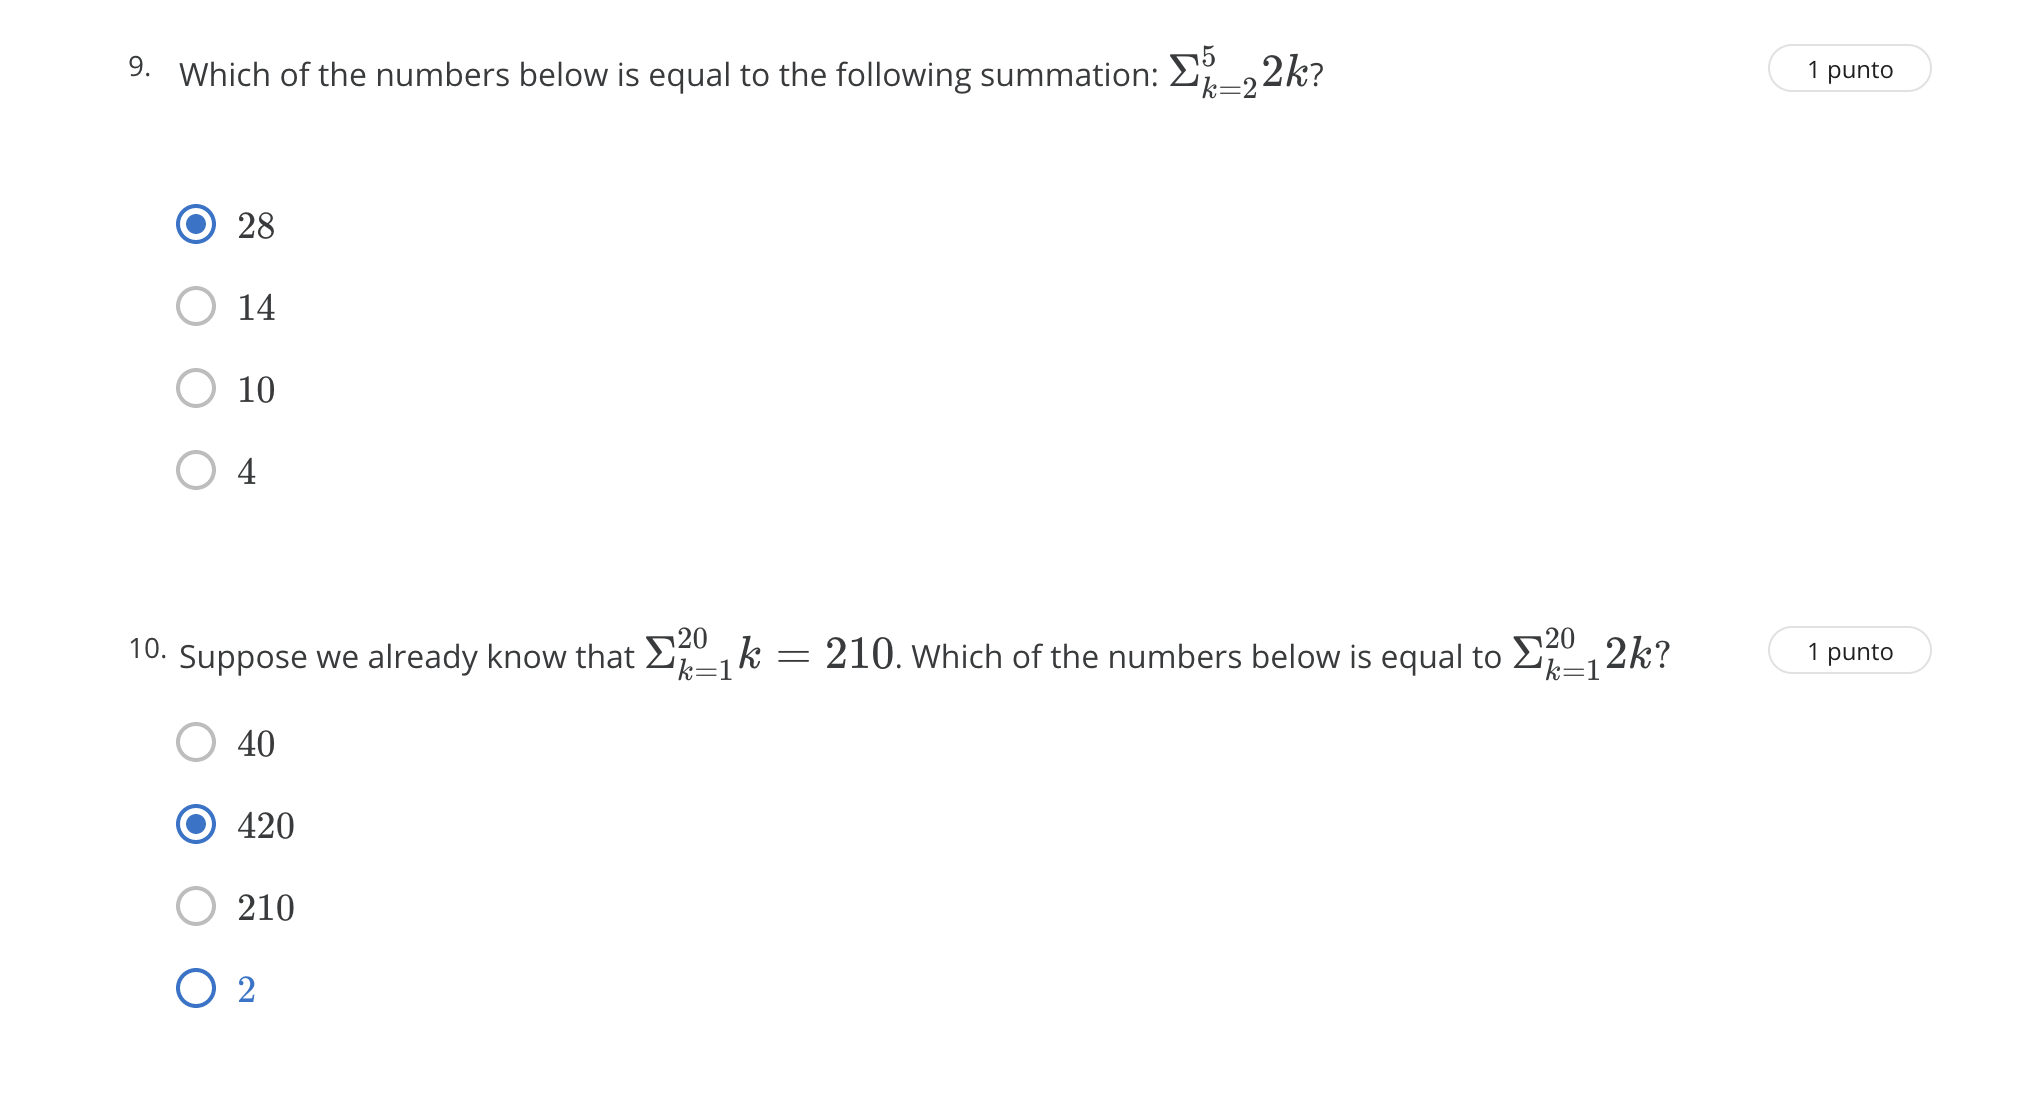 9. Which of the numbers below is equal to the following summation: $\Sigma_{k=2}^{5} 2k$?
1 punto
28
14
10
4
10. Suppose we already know that $\Sigma_{k=1}^{20} k = 210$. Which of the numbers below is equal to $\Sigma_{k=1}^{20} 2k$?
1 punto
40
420
210
2